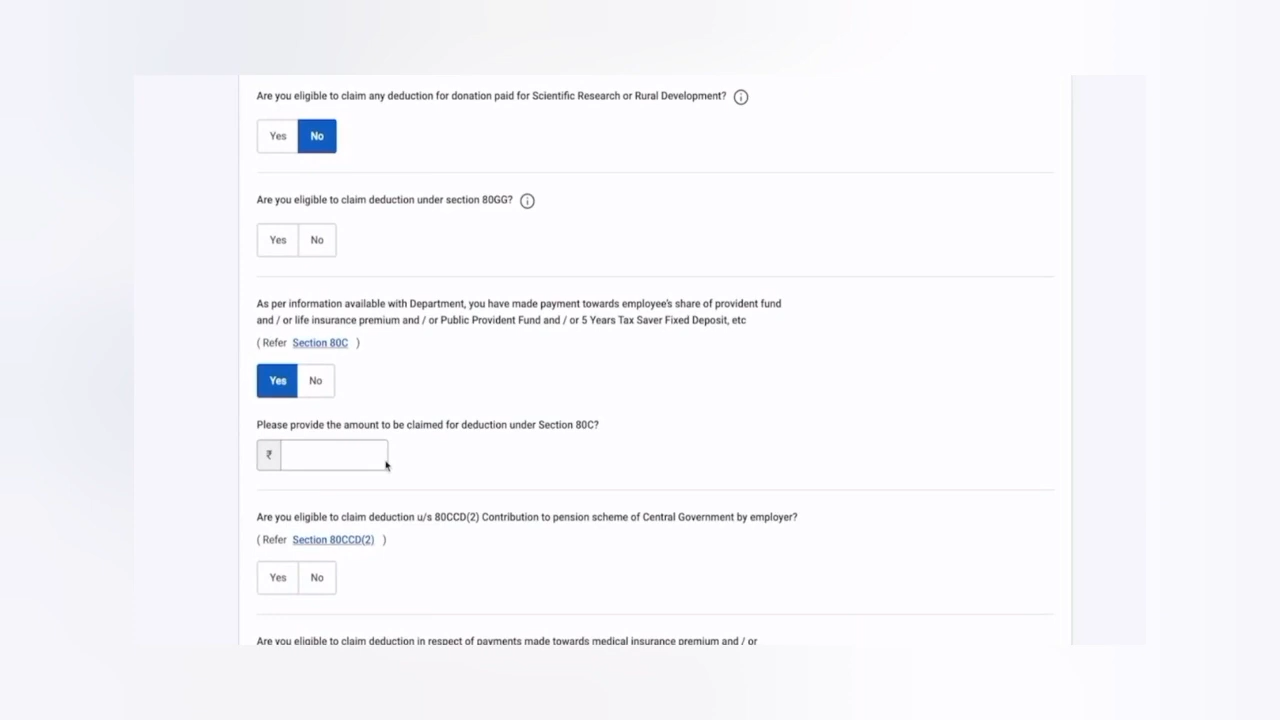 Are you eligible to claim any deduction for donation paid for Scientific Research or Rural Development?
Yes No
Are you eligible to claim deduction under section 80GG?
Yes No
As per information available with Department, you have made payment towards employee's share of provident fund
and / or life insurance premium and / or Public Provident Fund and / or 5 Years Tax Saver Fixed Deposit, etc
( Refer Section 80C )
Yes No
Please provide the amount to be claimed for deduction under Section 80C?
₹
Are you eligible to claim deduction u/s 80CCD(2) Contribution to pension scheme of Central Government by employer?
( Refer Section 80CCD(2) )
Yes No
Are you eligible to claim deduction in respect of payments made towards medical insurance premium and / or